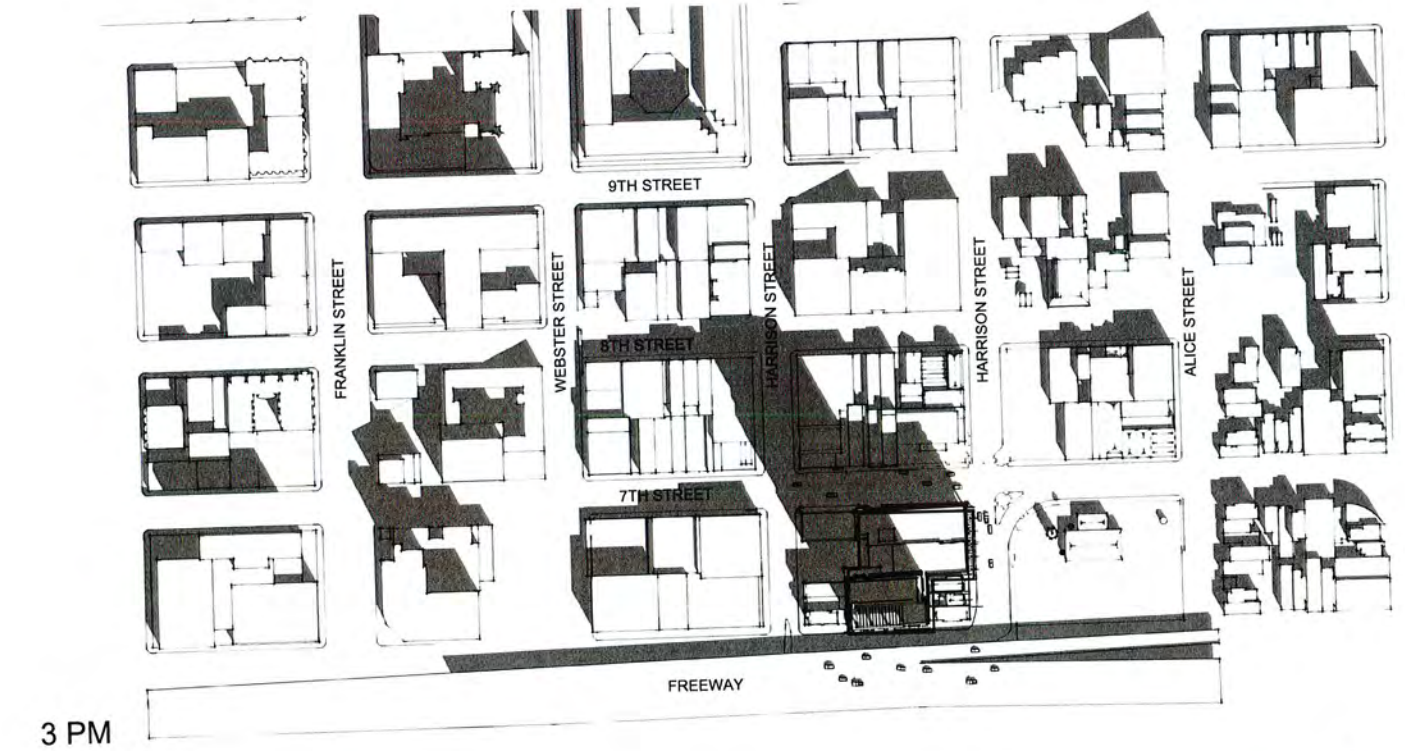 9TH STREET
FRANKLIN STREET
WEBSTER STREET
HARRISON STREET
HARRISON STREET
ALICE STREET
8TH STREET
7TH STREET
FREEWAY
3 PM